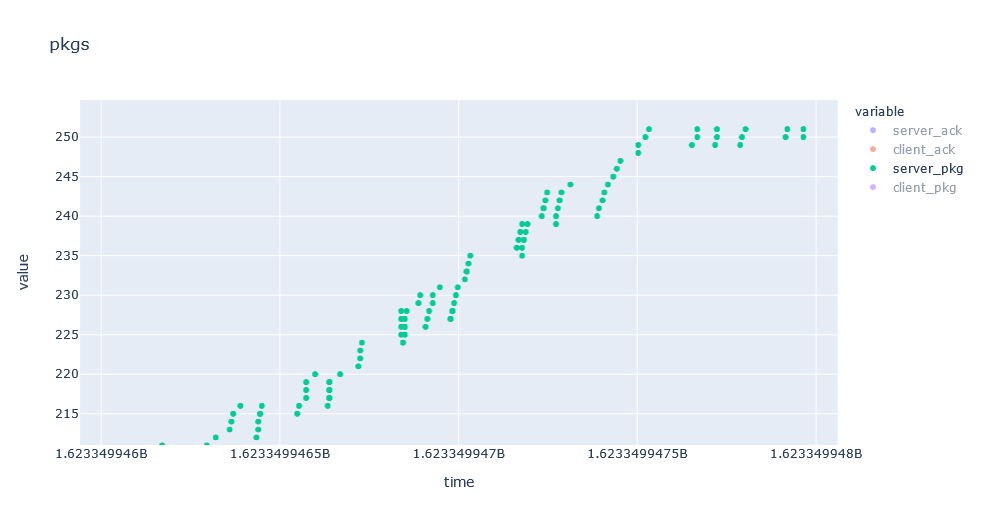 pkgs
variable
server_ack
client_ack
server_pkg
client_pkg
value
250
245
240
235
230
225
220
215
1.623349946B
1.6233499465B
1.623349947B
1.6233499475B
1.6233499948B
time